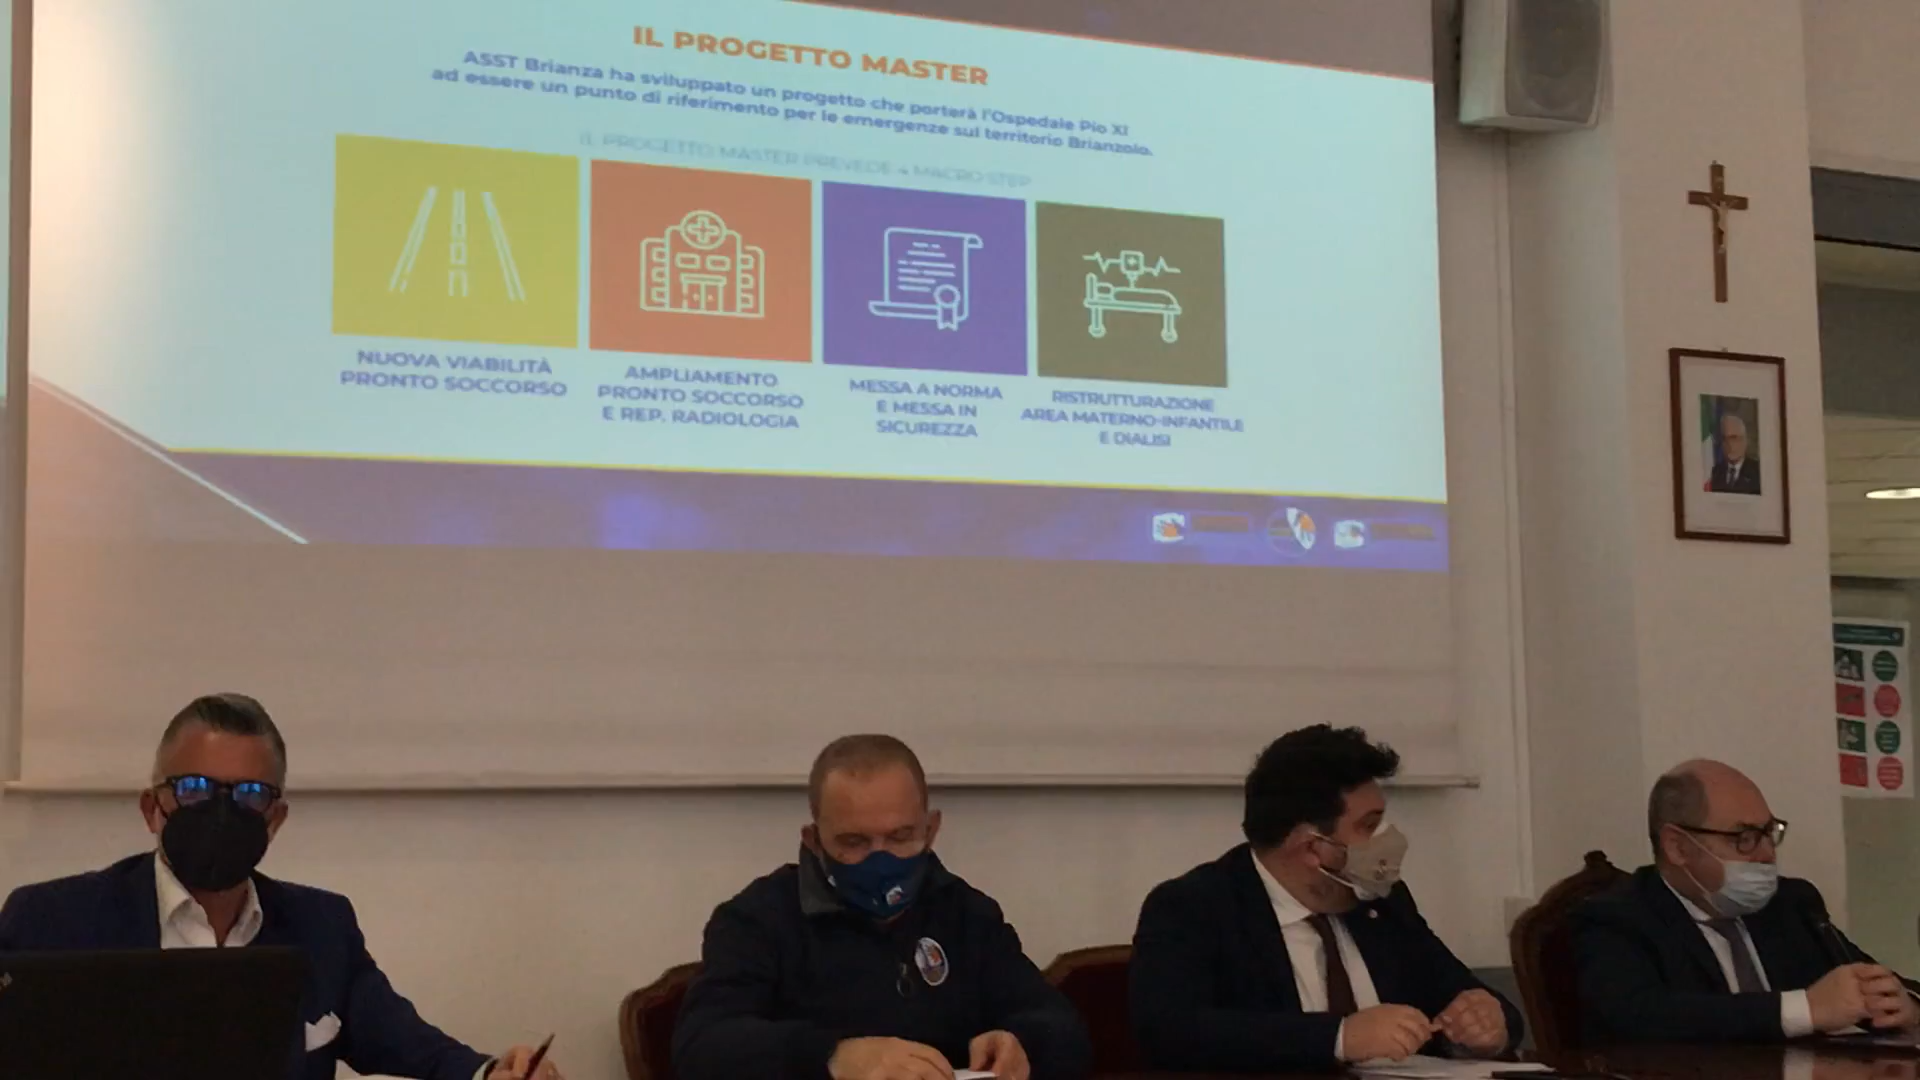 IL PROGETTO MASTER
ASST Brianza ha sviluppato un progetto che porterà l'Ospedale Pio XI
ad essere un punto di riferimento per le emergenze sul territorio Brianzolo.
IL PROGETTO MASTER PREVEDE 4 MACRO STEP
NUOVA VIABILITÀ
PRONTO SOCCORSO
AMPLIAMENTO
PRONTO SOCCORSO
E REP. RADIOLOGIA
MESSA A NORMA
E MESSA IN
SICUREZZA
RISTRUTTURAZIONE
AREA MATERNO-INFANTILE
E DIALISI